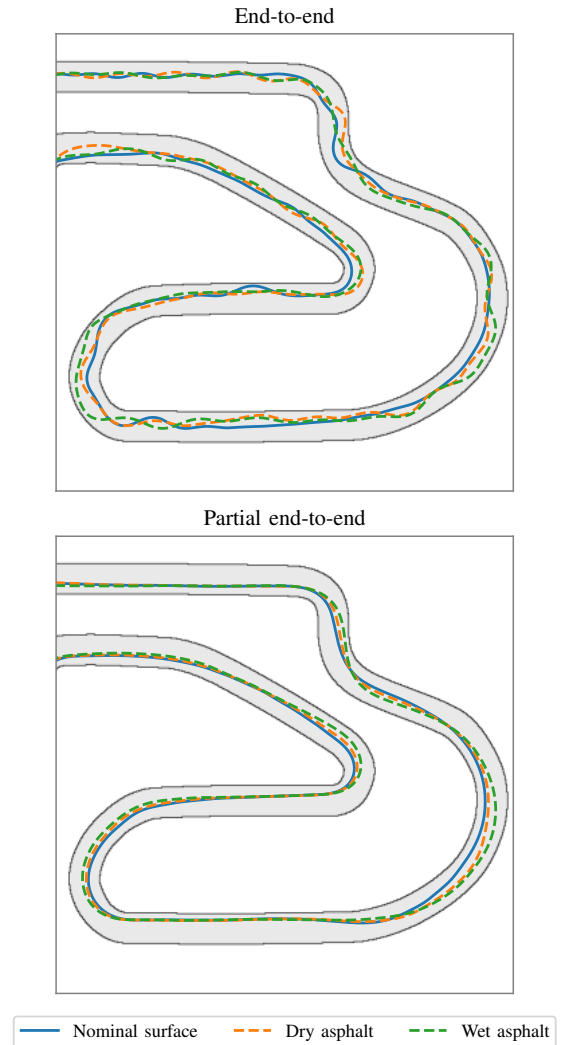 End-to-end
Partial end-to-end
Nominal surface Dry asphalt Wet asphalt